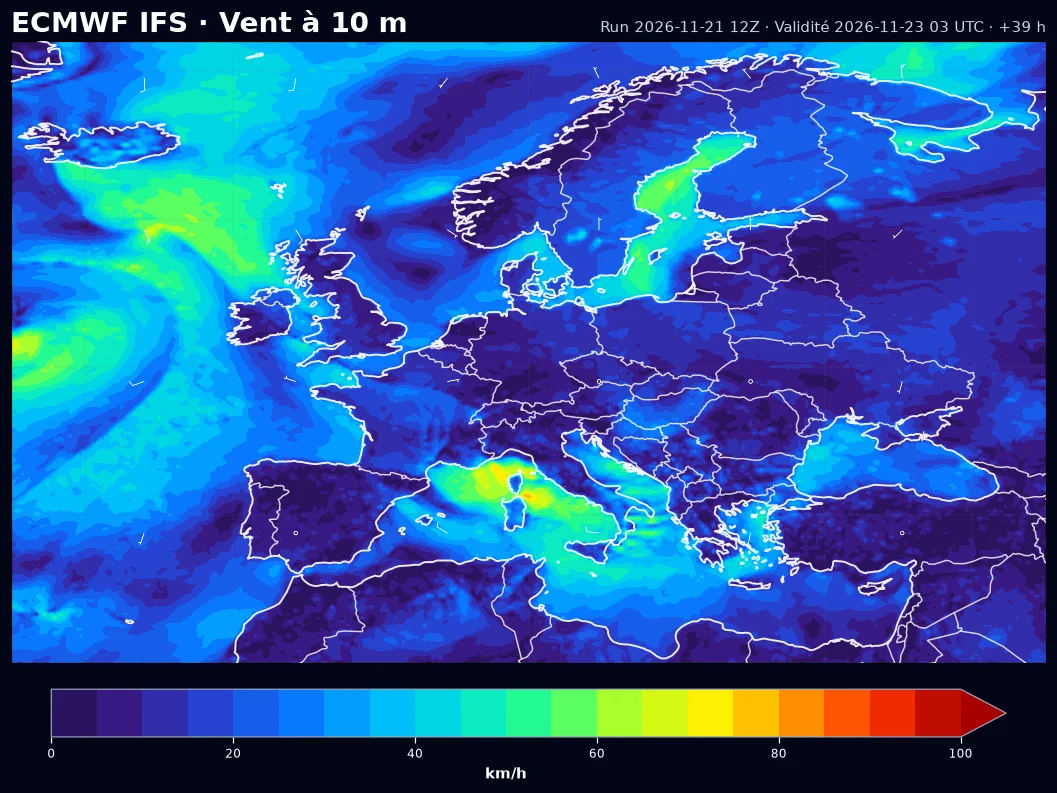 ECMWF IFS · Vent à 10 m
Run 2026-11-21 12Z · Validité 2026-11-23 03 UTC · +39 h
0 20 40 60 80 100
km/h